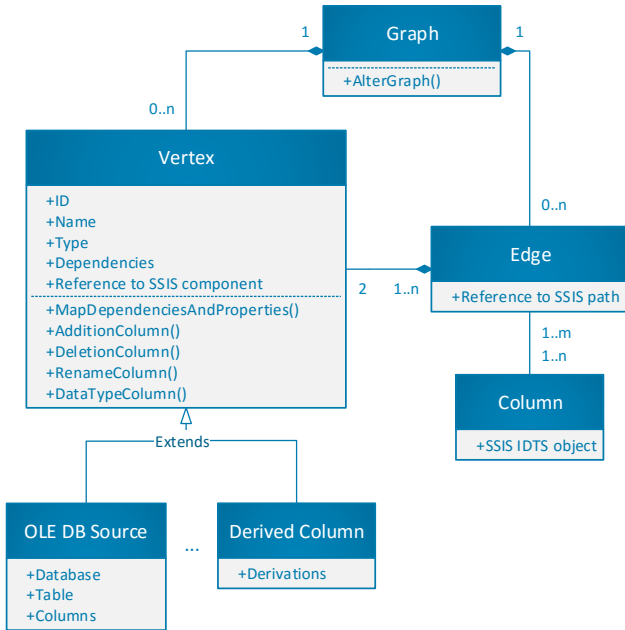 Graph
1
1
+AlterGraph()
0..n
Vertex
+ID
+Name
+Type
+Dependencies
+Reference to SSIS component
+MapDependenciesAndProperties()
+AdditionColumn()
+DeletionColumn()
+RenameColumn()
+DataTypeColumn()
0..n
Edge
+Reference to SSIS path
2
1..n
1..m
1..n
Column
+SSIS IDTS object
Extends
OLE DB Source
+Database
+Table
+Columns
...
Derived Column
+Derivations